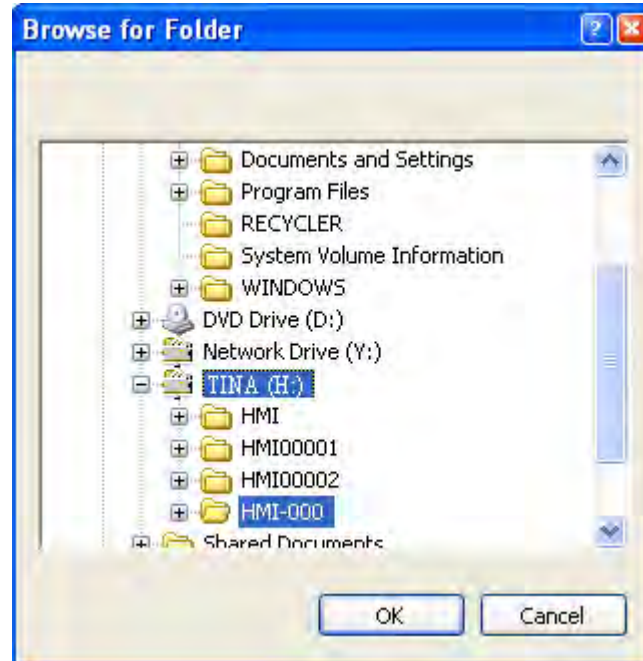 Browse for Folder
Documents and Settings
Program Files
RECYCLER
System Volume Information
WINDOWS
DVD Drive (D:)
Network Drive (Y:)
TINA (H:)
HMI
HMI00001
HMI00002
HMI-000
Shared Documents
OK Cancel